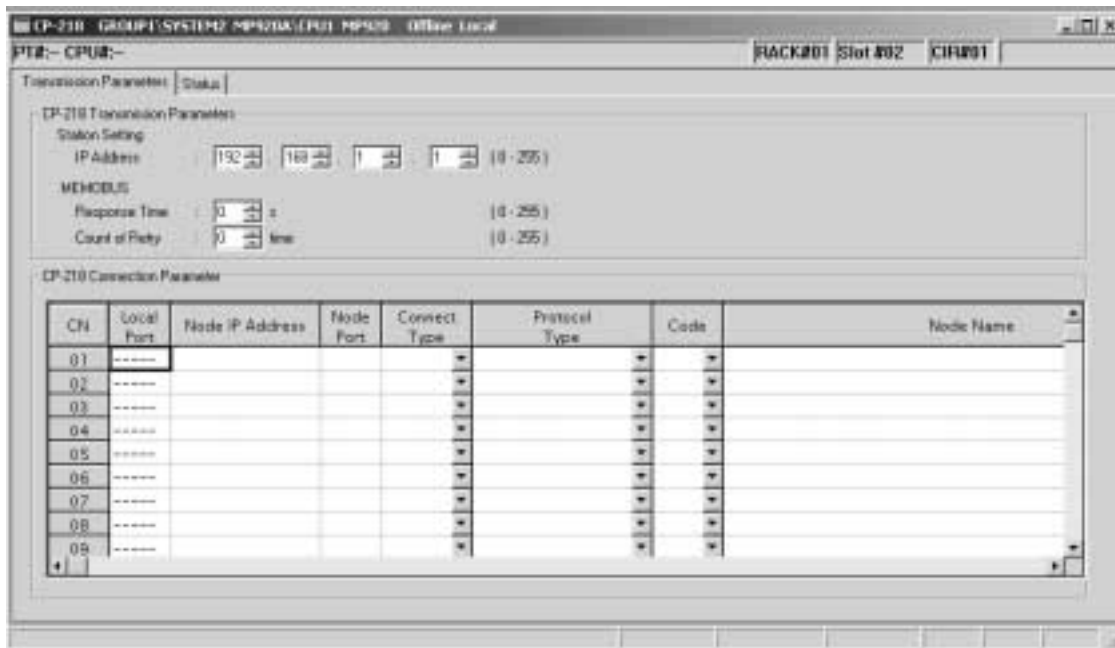 CP-218 GROUP1\SYSTEM2 MP920A\CPU1 MP920 Offline Local
PT#:-- CPU#:-- RACK#01 Slot #02 CIR#01
Transmission Parameters Status
CP-218 Transmission Parameters
Station Setting
IP Address : 192 . 168 . 1 . 1 ( 0 - 255 )
MEMOBUS
Response Time : 0 s ( 0 - 255 )
Count of Retry : 0 time ( 0 - 255 )
CP-218 Connection Parameter
CN Local Port Node IP Address Node Port Connect Type Protocol Type Code Node Name
01 -----
02 -----
03 -----
04 -----
05 -----
06 -----
07 -----
08 -----
09 -----